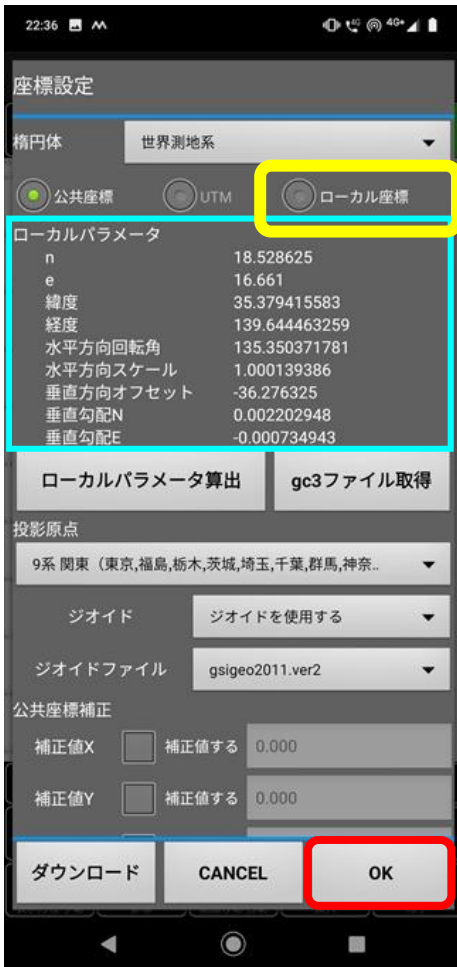 22:36 4G+
座標設定
楕円体 世界測地系
公共座標 UTM ローカル座標
ローカルパラメータ
n 18.528625
e 16.661
緯度 35.379415583
経度 139.644463259
水平方向回転角 135.350371781
水平方向スケール 1.000139386
垂直方向オフセット -36.276325
垂直勾配N 0.002202948
垂直勾配E -0.000734943
ローカルパラメータ算出 gc3ファイル取得
投影原点
9系 関東（東京,福島,栃木,茨城,埼玉,千葉,群馬,神奈..
ジオイド ジオイドを使用する
ジオイドファイル gsigeo2011.ver2
公共座標補正
補正値X 補正値する 0.000
補正値Y 補正値する 0.000
ダウンロード CANCEL OK